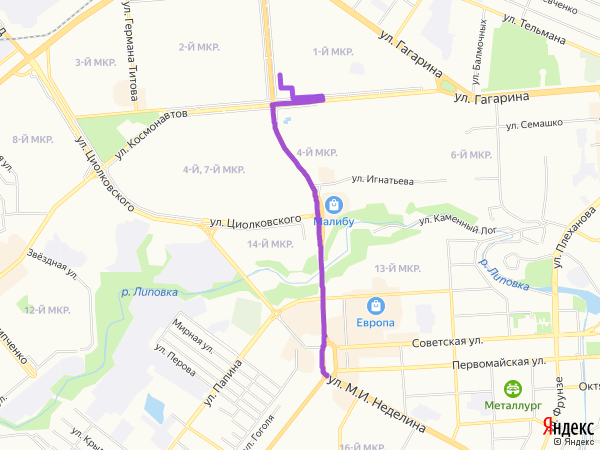 евченко
ул. Тельмана
ул. Германа Титова
2-Й МКР.
1-Й МКР.
ул. Гагарина
ул. Балмочных
3-Й МКР.
ул. Гагарина
ул. Космонавтов
ул. Семашко
8-Й МКР.
ул. Циолковского
4-Й, 7-Й МКР.
4-Й МКР.
6-Й МКР.
ул. Игнатьева
Малибу
ул. Циолковского
ул. Каменный Лог
ул. Плеханова
14-Й МКР.
Звёздная ул.
13-Й МКР.
р. Липовка
р. Липовка
12-Й МКР.
Европа
Мирная ул.
Советская ул.
ул. Перова
ул. Папина
Первомайская ул.
ул. М.И. Неделина
Металлург
ул. Гоголя
Фрунзе
Октя
ул. Кры
16-Й МКР.
Яндекс
© Яндекс